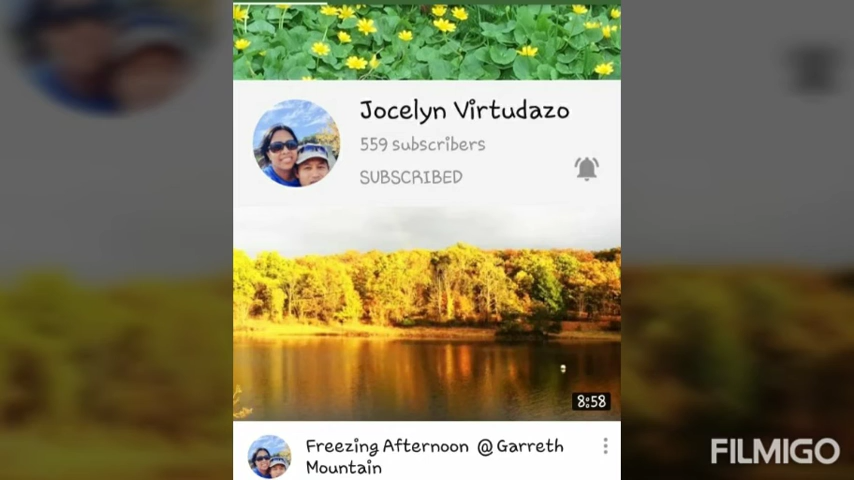 Jocelyn Virtudazo
559 subscribers
SUBSCRIBED
8:58
Freezing Afternoon @ Garreth
Mountain
FILMIGO